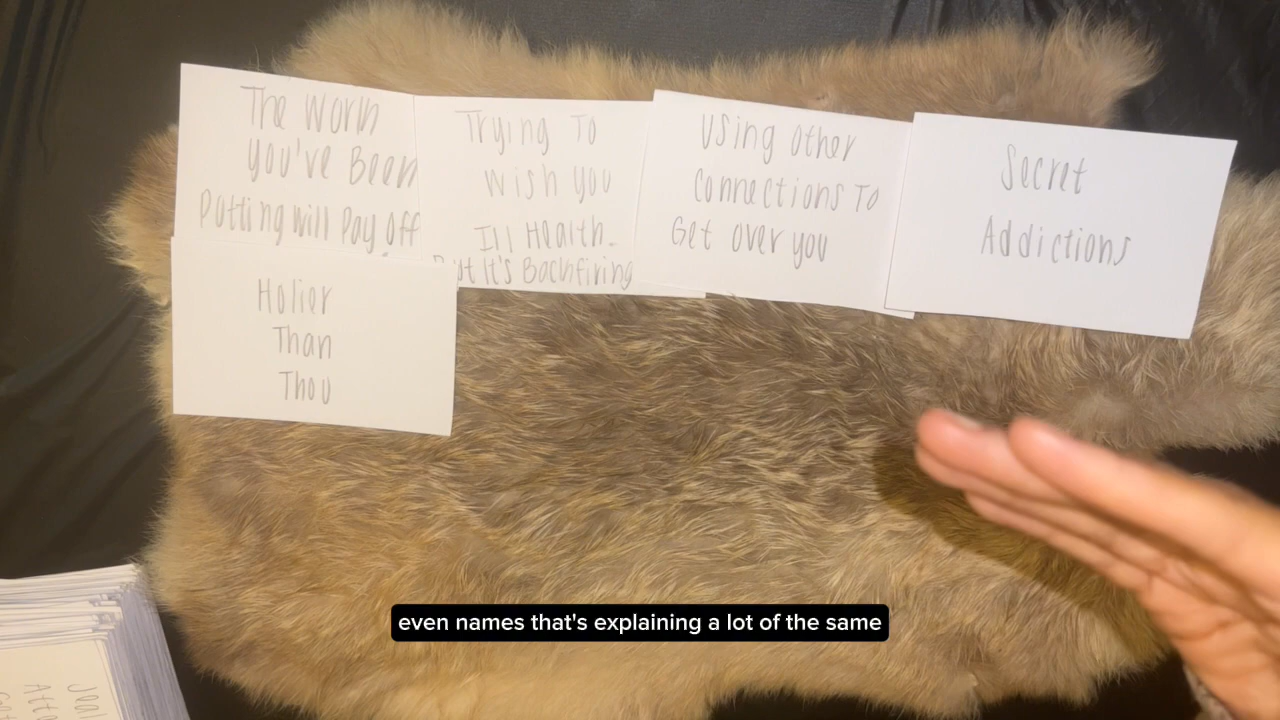 The Work
You've Been
Putting Will Pay Off
Trying To
Wish You
Ill Health
But It's Backfiring
Using Other
Connections To
Get Over You
Secret
Addictions
Holier
Than
Thou
even names that's explaining a lot of the same